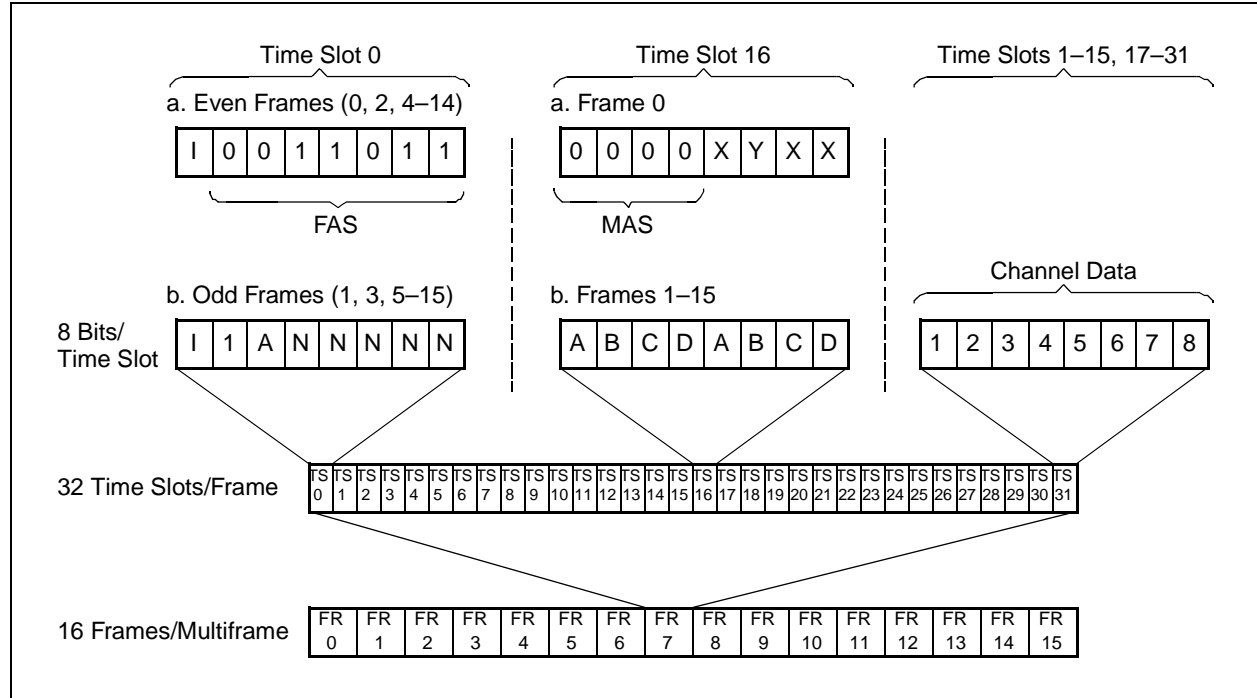 Time Slot 0
Time Slot 16
Time Slots 1–15, 17–31
a. Even Frames (0, 2, 4–14)
a. Frame 0
I 0 0 1 1 0 1 1
0 0 0 0 X Y X X
FAS
MAS
Channel Data
b. Odd Frames (1, 3, 5–15)
b. Frames 1–15
8 Bits/
Time Slot
I 1 A N N N N N
A B C D A B C D
1 2 3 4 5 6 7 8
32 Time Slots/Frame
TS TS TS TS TS TS TS TS TS TS TS TS TS TS TS TS TS TS TS TS TS TS TS TS TS TS TS TS TS TS TS TS
0 1 2 3 4 5 6 7 8 9 10 11 12 13 14 15 16 17 18 19 20 21 22 23 24 25 26 27 28 29 30 31
16 Frames/Multiframe
FR FR FR FR FR FR FR FR FR FR FR FR FR FR FR FR
0 1 2 3 4 5 6 7 8 9 10 11 12 13 14 15